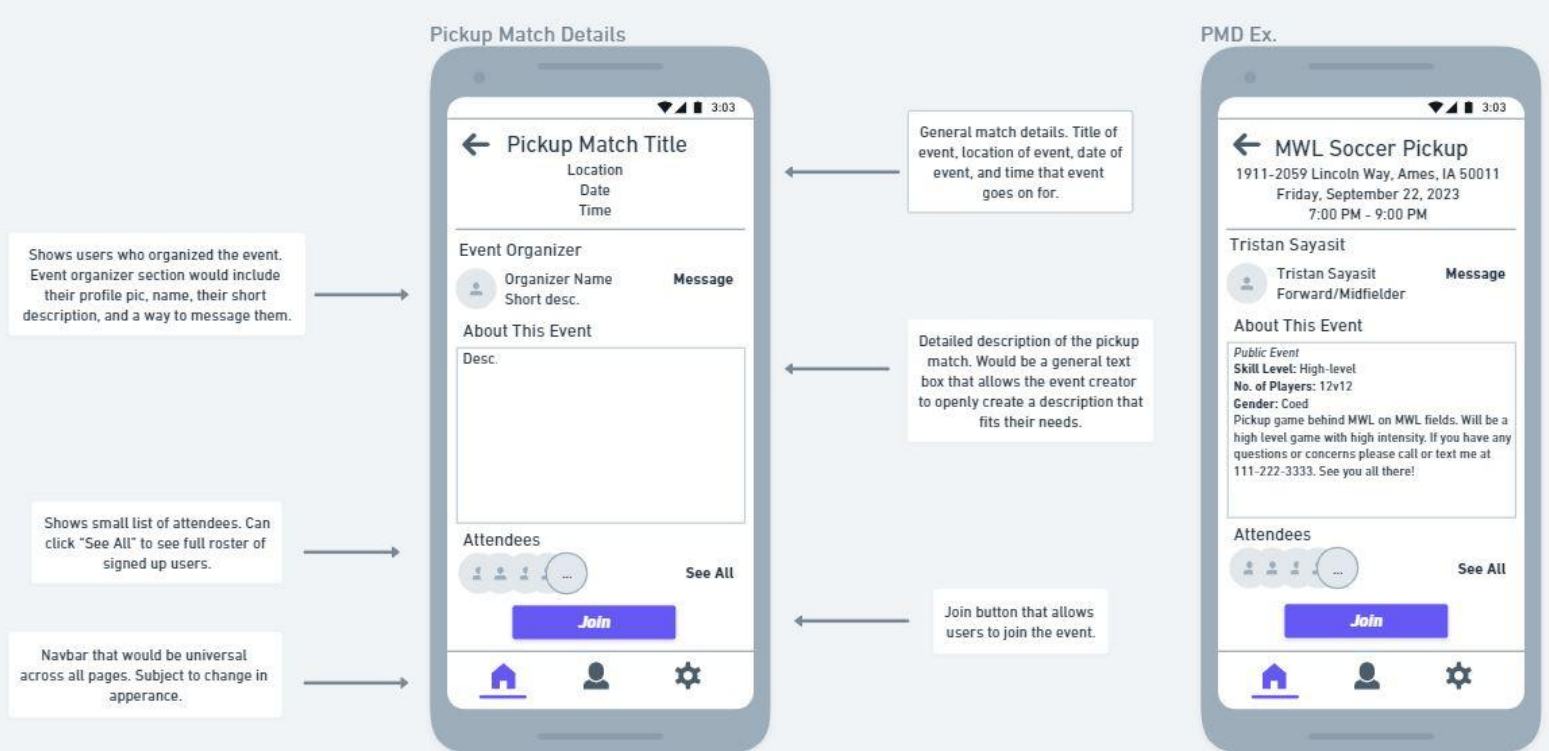 Pickup Match Details
3:03
Pickup Match Title
Location
Date
Time
Event Organizer
Organizer Name
Short desc.
Message
About This Event
Desc.
Attendees
...
See All
Join
Shows users who organized the event.
Event organizer section would include
their profile pic, name, their short
description, and a way to message them.
Shows small list of attendees. Can
click "See All" to see full roster of
signed up users.
Navbar that would be universal
across all pages. Subject to change in
apperance.
General match details. Title of
event, location of event, date of
event, and time that event
goes on for.
Detailed description of the pickup
match. Would be a general text
box that allows the event creator
to openly create a description that
fits their needs.
Join button that allows
users to join the event.
PMD Ex.
3:03
MWL Soccer Pickup
1911-2059 Lincoln Way, Ames, IA 50011
Friday, September 22, 2023
7:00 PM - 9:00 PM
Tristan Sayasit
Tristan Sayasit
Forward/Midfielder
Message
About This Event
Public Event
Skill Level: High-level
No. of Players: 12v12
Gender: Coed
Pickup game behind MWL on MWL fields. Will be a
high level game with high intensity. If you have any
questions or concerns please call or text me at
111-222-3333. See you all there!
Attendees
...
See All
Join